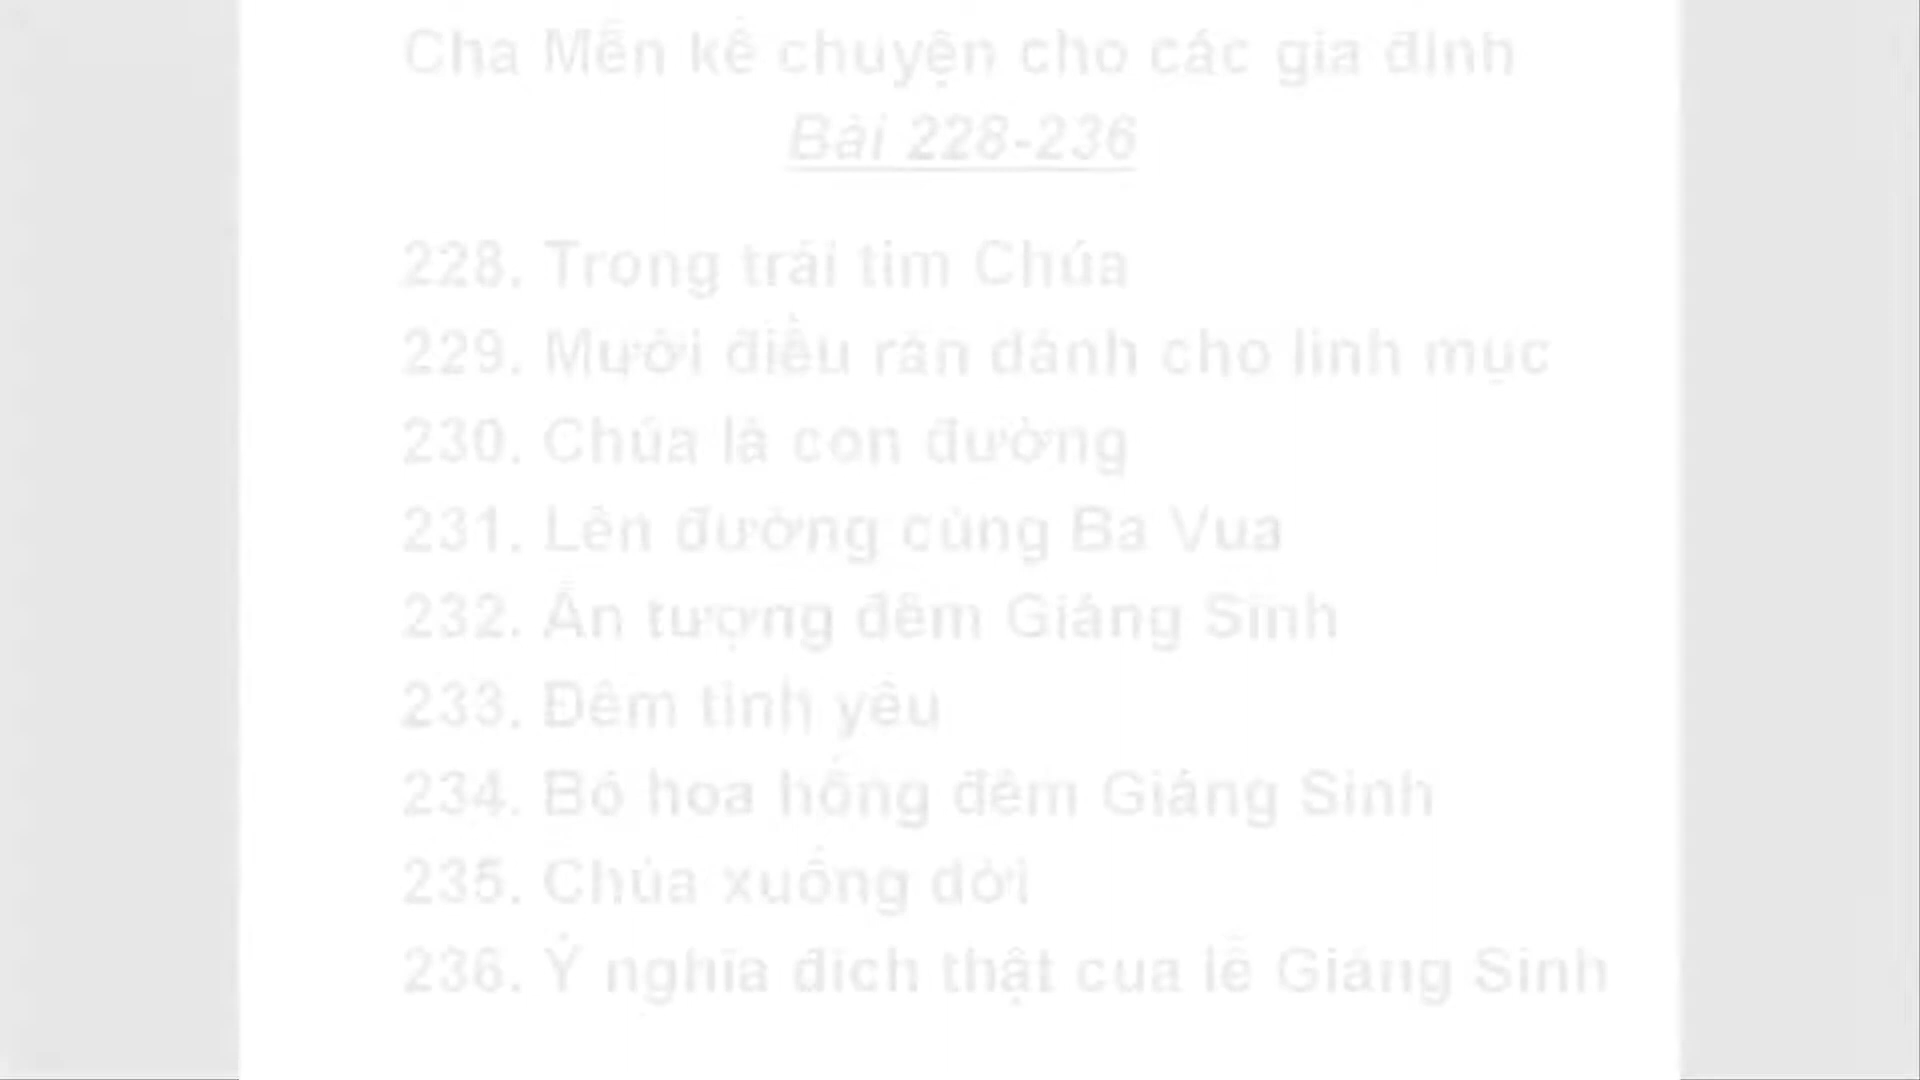 Cha Mễn kể chuyện cho các gia đình
Bài 228-236
228. Trong trái tim Chúa
229. Mười điều răn dành cho linh mục
230. Chúa là con đường
231. Lên đường cùng Ba Vua
232. Ấn tượng đêm Giáng Sinh
233. Đêm tình yêu
234. Bó hoa hồng đêm Giáng Sinh
235. Chúa xuống đời
236. Ý nghĩa đích thật của lễ Giáng Sinh